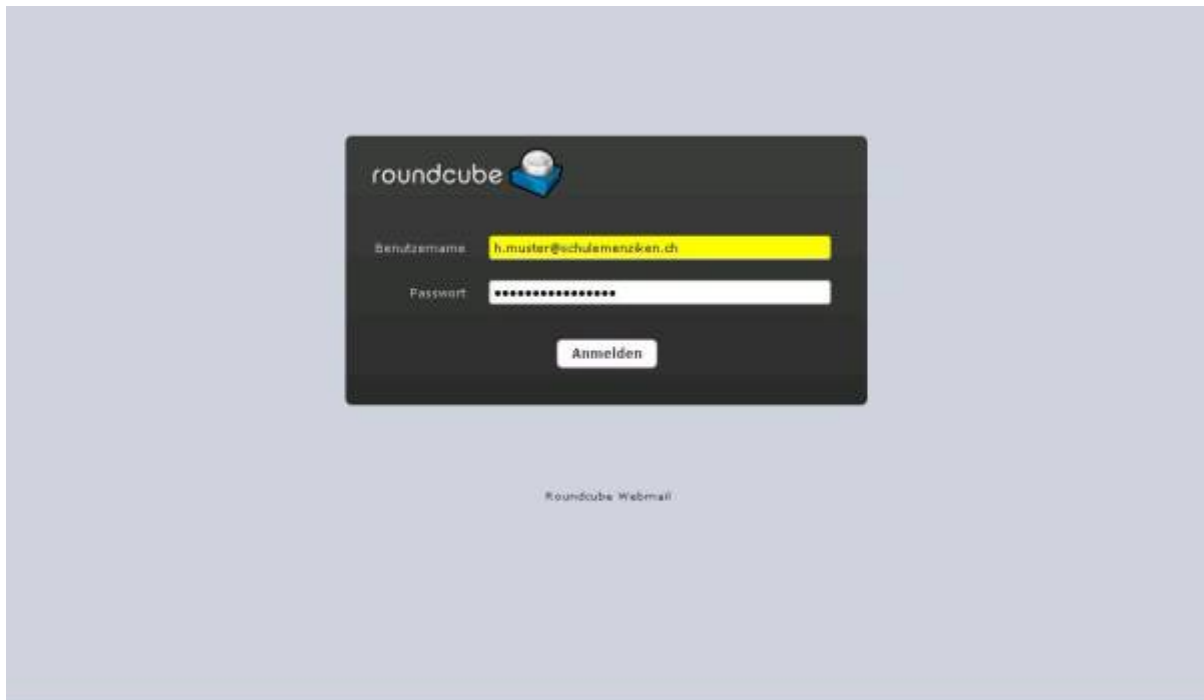 roundcube
Benutzername h.muster@schulemenziken.ch
Passwort ••••••••••••••••
Anmelden
Roundcube Webmail